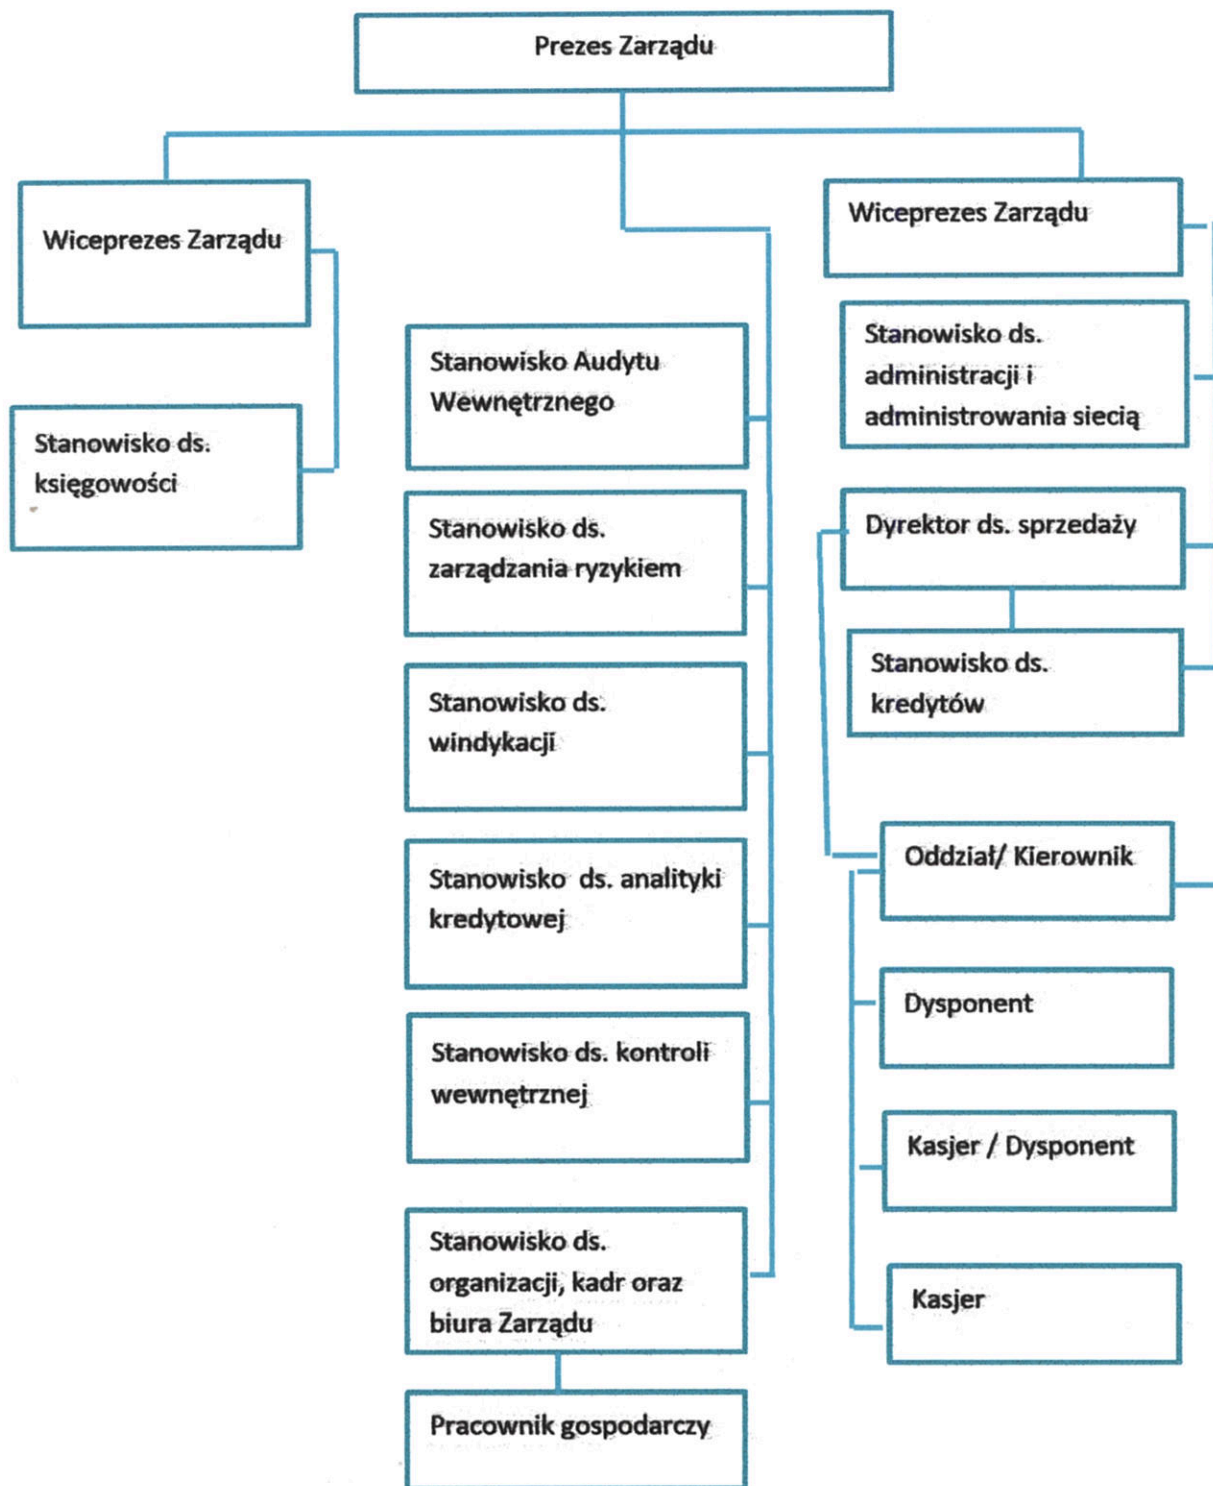 Prezes Zarządu
Wiceprezes Zarządu
Stanowisko ds.
księgowości
Stanowisko Audytu
Wewnętrznego
Stanowisko ds.
zarządzania ryzykiem
Stanowisko ds.
windykacji
Stanowisko ds. analityki
kredytowej
Stanowisko ds. kontroli
wewnętrznej
Stanowisko ds.
organizacji, kadr oraz
biura Zarządu
Pracownik gospodarczy
Wiceprezes Zarządu
Stanowisko ds.
administracji i
administrowania siecią
Dyrektor ds. sprzedaży
Stanowisko ds.
kredytów
Oddział/ Kierownik
Dysponent
Kasjer / Dysponent
Kasjer